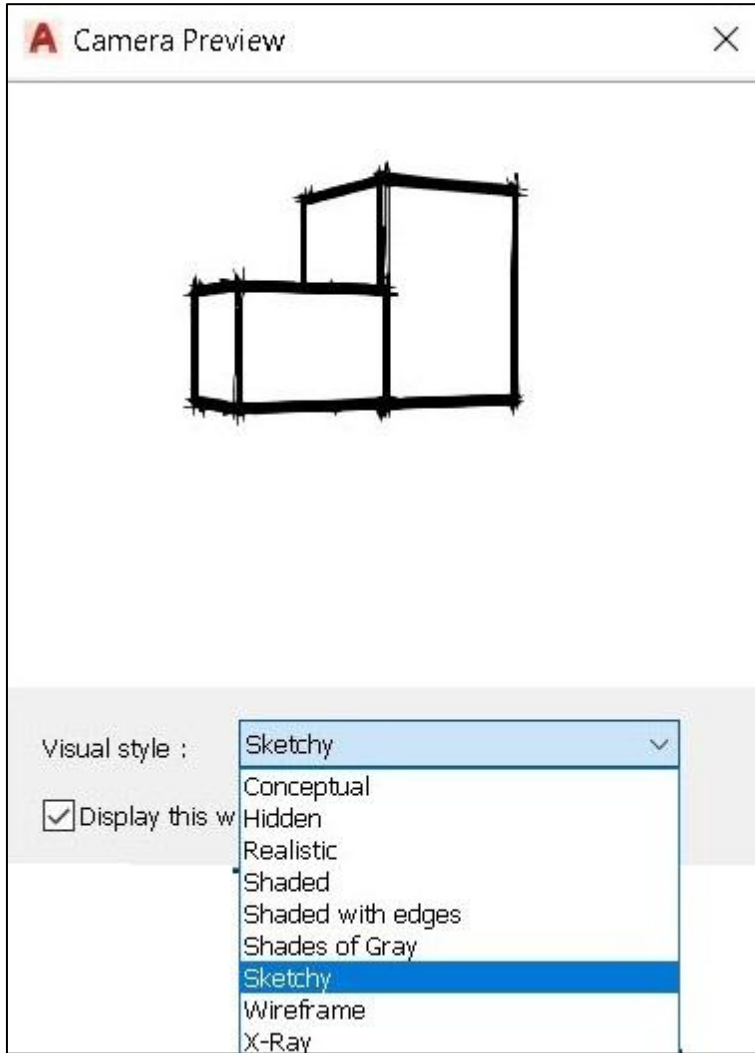 A Camera Preview
Visual style : Sketchy
Display this w
Conceptual
Hidden
Realistic
Shaded
Shaded with edges
Shades of Gray
Sketchy
Wireframe
X-Ray